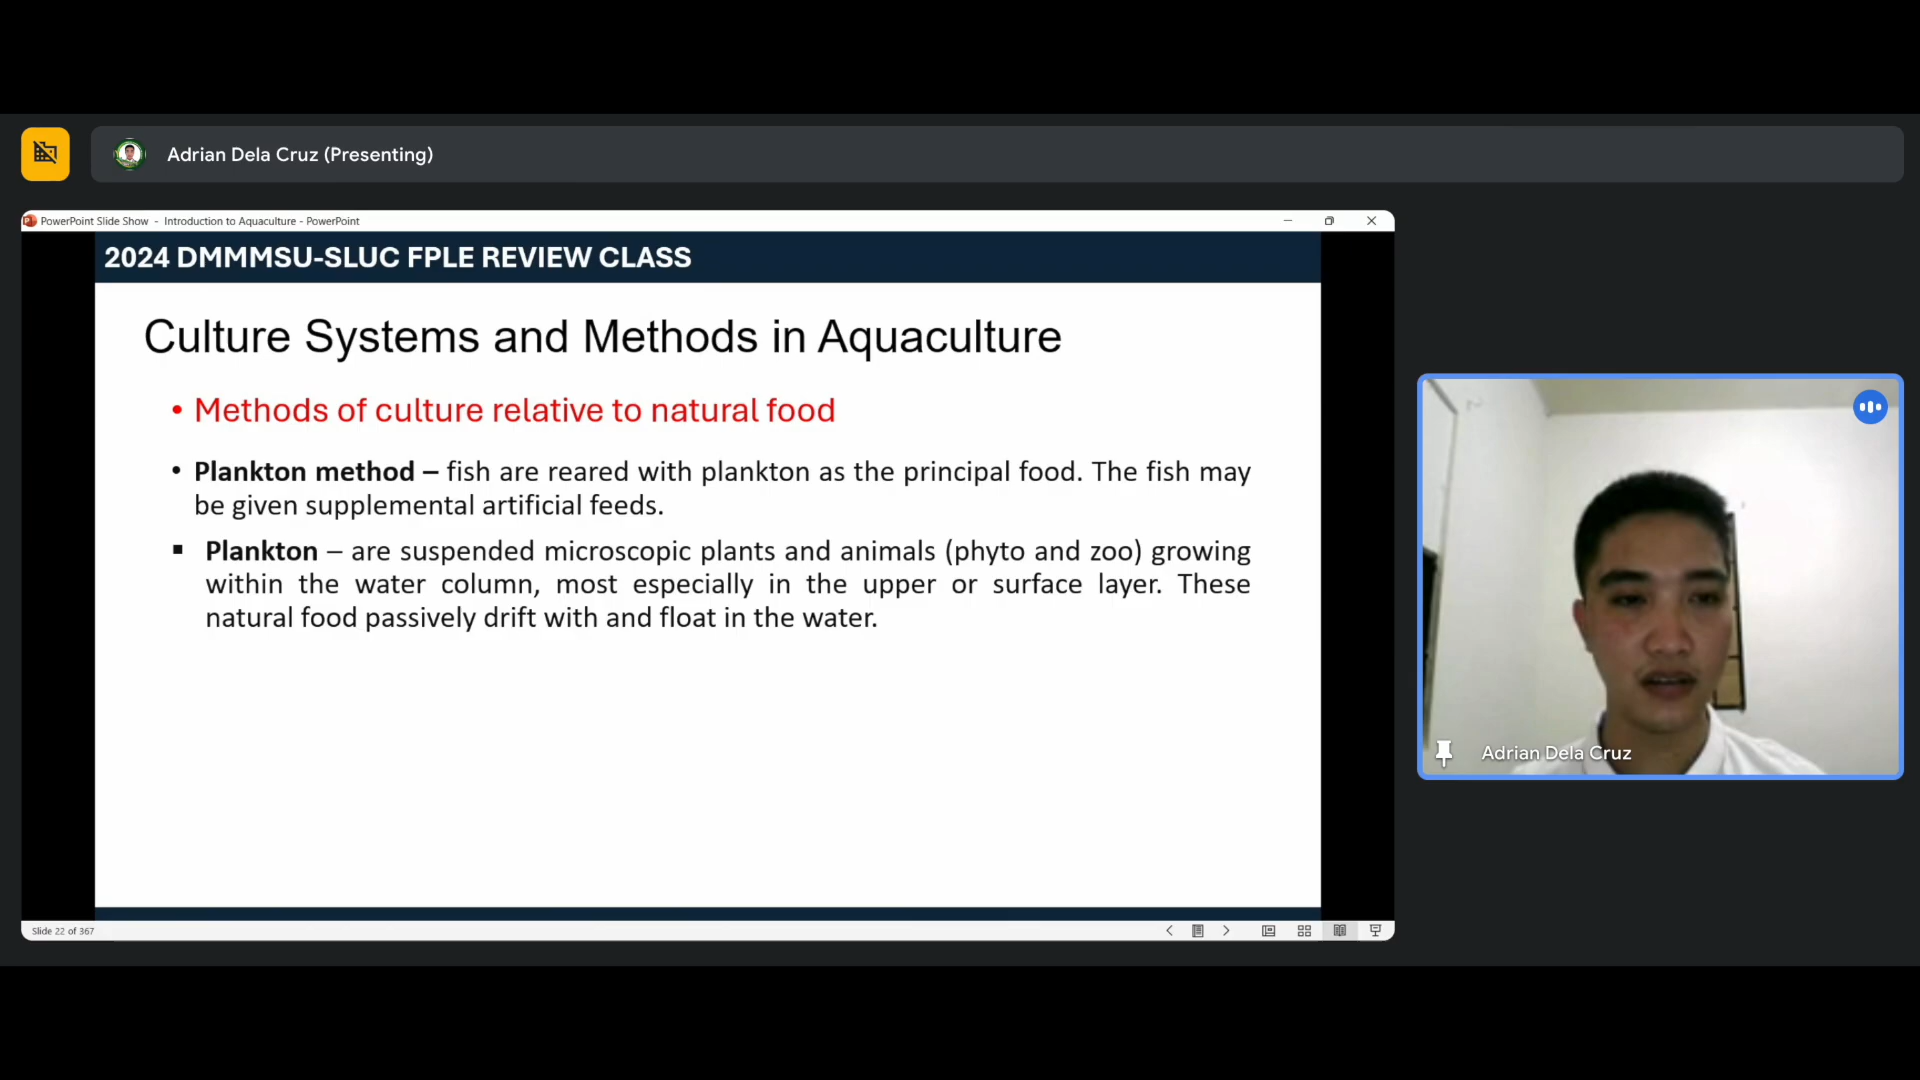 Adrian Dela Cruz (Presenting)
PowerPoint Slide Show - Introduction to Aquaculture - PowerPoint
2024 DMMMSU-SLUC FPLE REVIEW CLASS
Culture Systems and Methods in Aquaculture
• Methods of culture relative to natural food
• Plankton method – fish are reared with plankton as the principal food. The fish may
be given supplemental artificial feeds.
▪ Plankton – are suspended microscopic plants and animals (phyto and zoo) growing
within the water column, most especially in the upper or surface layer. These
natural food passively drift with and float in the water.
Adrian Dela Cruz
Slide 22 of 367